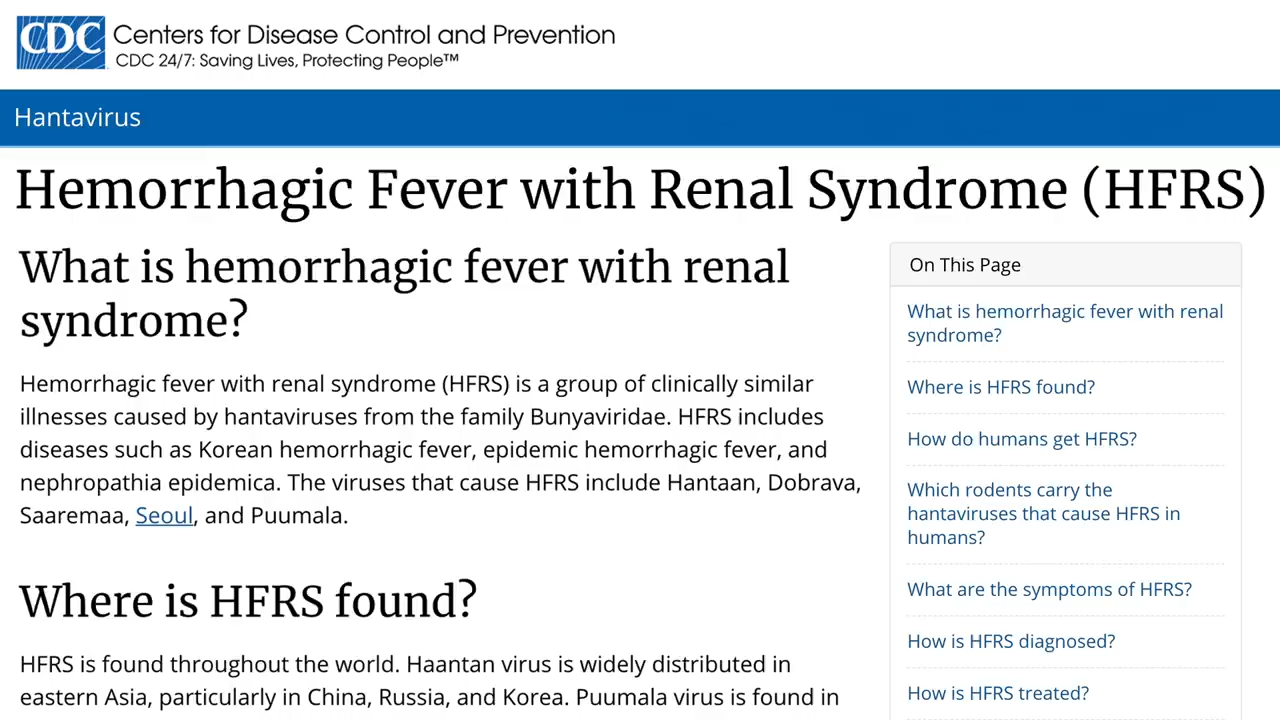 CDC
Centers for Disease Control and Prevention
CDC 24/7: Saving Lives, Protecting People™
Hantavirus
Hemorrhagic Fever with Renal Syndrome (HFRS)
What is hemorrhagic fever with renal
syndrome?
Hemorrhagic fever with renal syndrome (HFRS) is a group of clinically similar
illnesses caused by hantaviruses from the family Bunyaviridae. HFRS includes
diseases such as Korean hemorrhagic fever, epidemic hemorrhagic fever, and
nephropathia epidemica. The viruses that cause HFRS include Hantaan, Dobrava,
Saaremaa, Seoul, and Puumala.
Where is HFRS found?
HFRS is found throughout the world. Haantan virus is widely distributed in
eastern Asia, particularly in China, Russia, and Korea. Puumala virus is found in
On This Page
What is hemorrhagic fever with renal
syndrome?
Where is HFRS found?
How do humans get HFRS?
Which rodents carry the
hantaviruses that cause HFRS in
humans?
What are the symptoms of HFRS?
How is HFRS diagnosed?
How is HFRS treated?